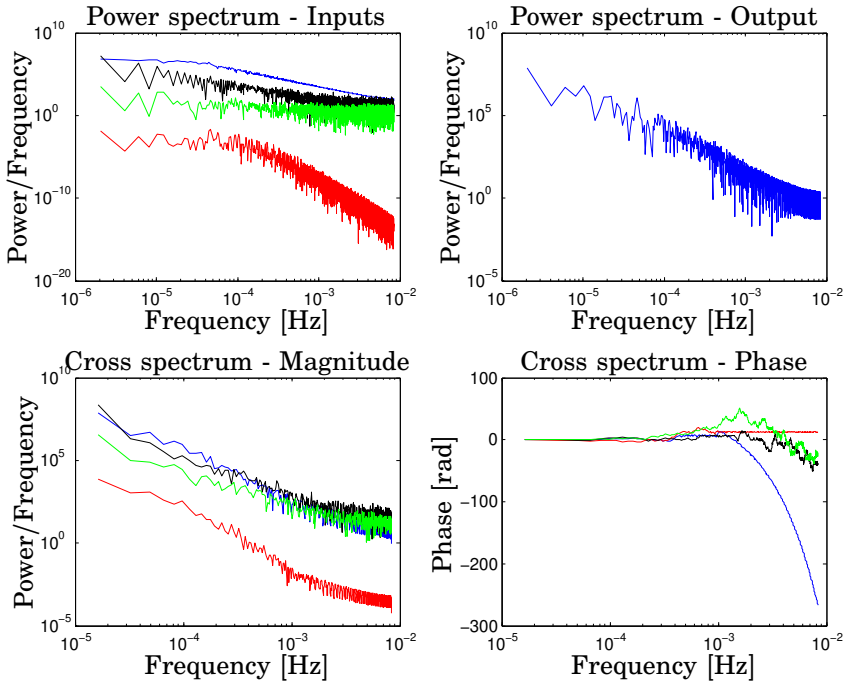 Power spectrum - Inputs
Power/Frequency
10^10
10^0
10^-10
10^-20
10^-6
10^-5
10^-4
10^-3
10^-2
Frequency [Hz]
Power spectrum - Output
Power/Frequency
10^10
10^5
10^0
10^-5
10^-6
10^-5
10^-4
10^-3
10^-2
Frequency [Hz]
Cross spectrum - Magnitude
Power/Frequency
10^10
10^5
10^0
10^-5
10^-5
10^-4
10^-3
10^-2
Frequency [Hz]
Cross spectrum - Phase
Phase [rad]
100
0
−100
−200
−300
10^-5
10^-4
10^-3
10^-2
Frequency [Hz]